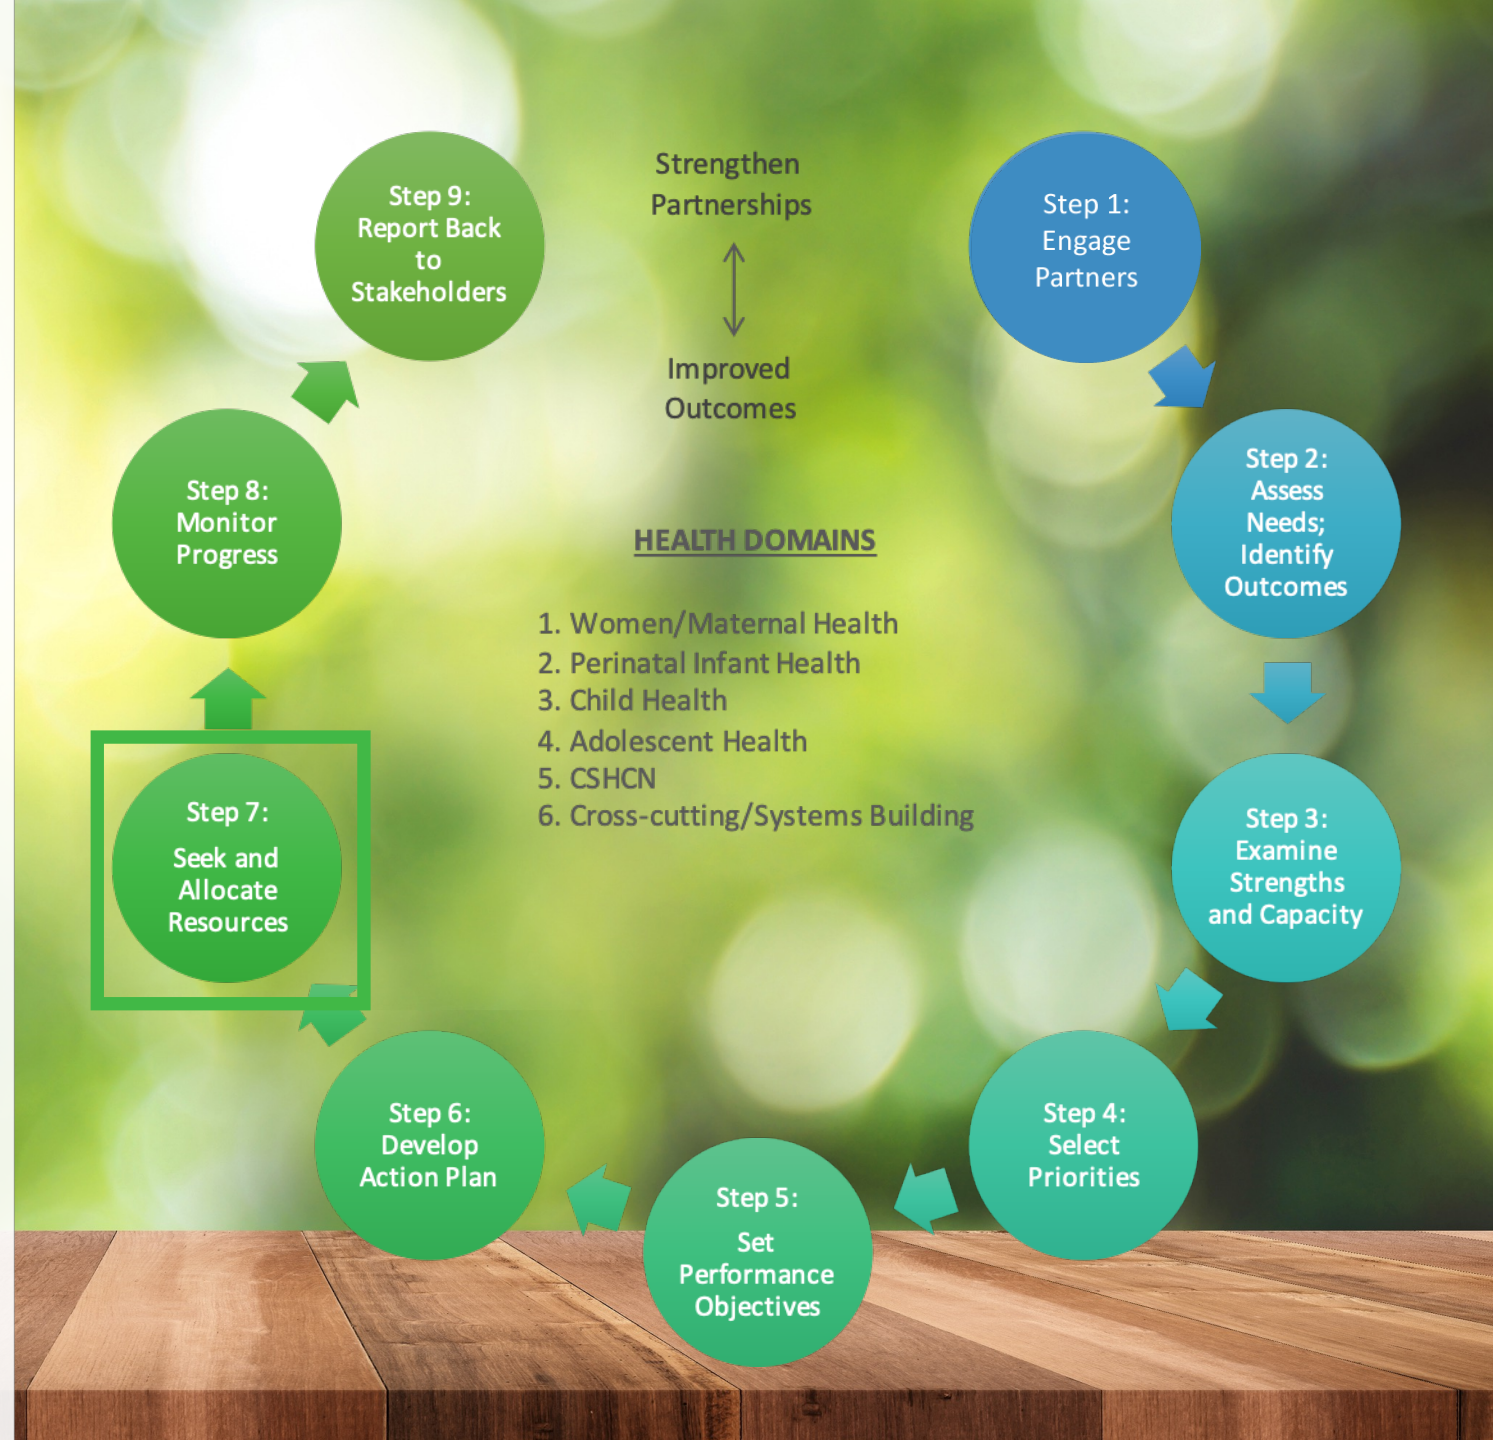 Strengthen
Partnerships
Improved
Outcomes
HEALTH DOMAINS
1. Women/Maternal Health
2. Perinatal Infant Health
3. Child Health
4. Adolescent Health
5. CSHCN
6. Cross-cutting/Systems Building
Step 1:
Engage
Partners
Step 2:
Assess
Needs;
Identify
Outcomes
Step 3:
Examine
Strengths
and Capacity
Step 4:
Select
Priorities
Step 5:
Set
Performance
Objectives
Step 6:
Develop
Action Plan
Step 7:
Seek and
Allocate
Resources
Step 8:
Monitor
Progress
Step 9:
Report Back
to
Stakeholders